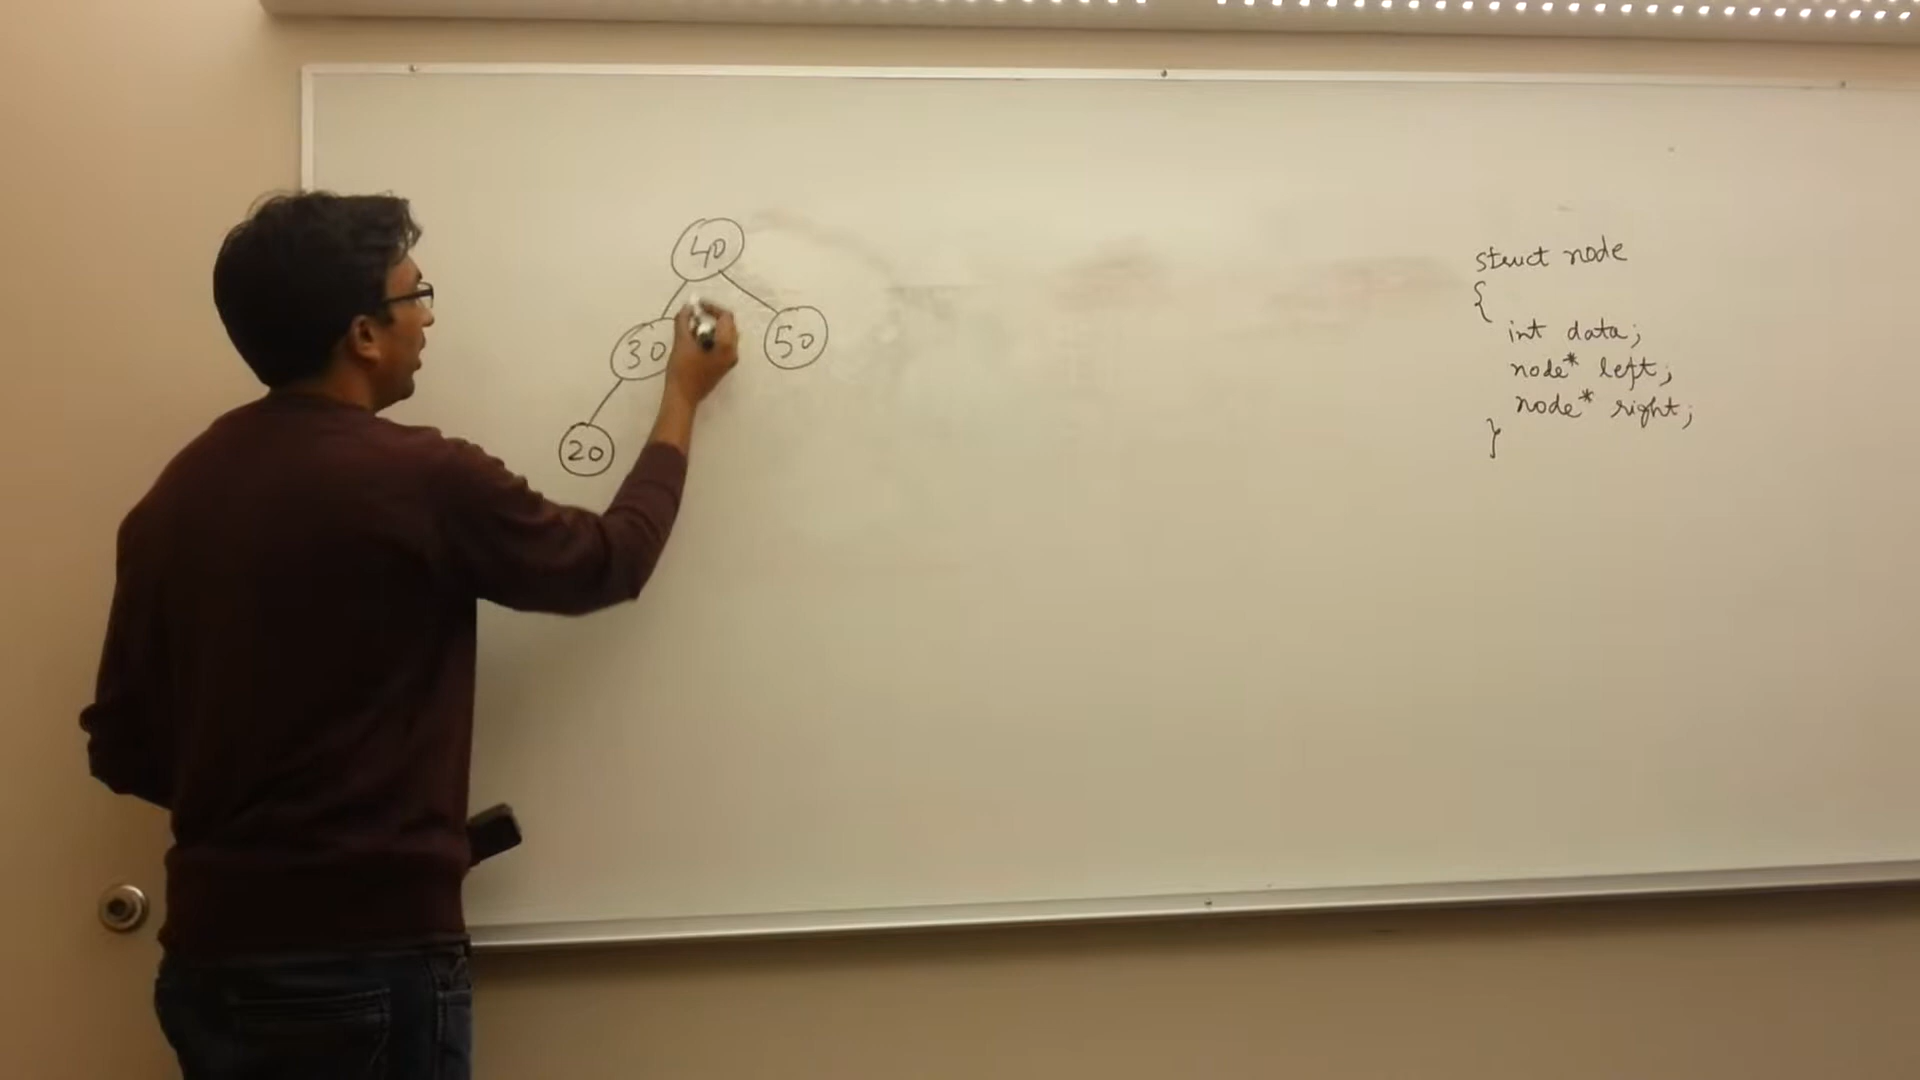 40
30
50
20
struct node
{
int data;
node* left;
node* right;
}